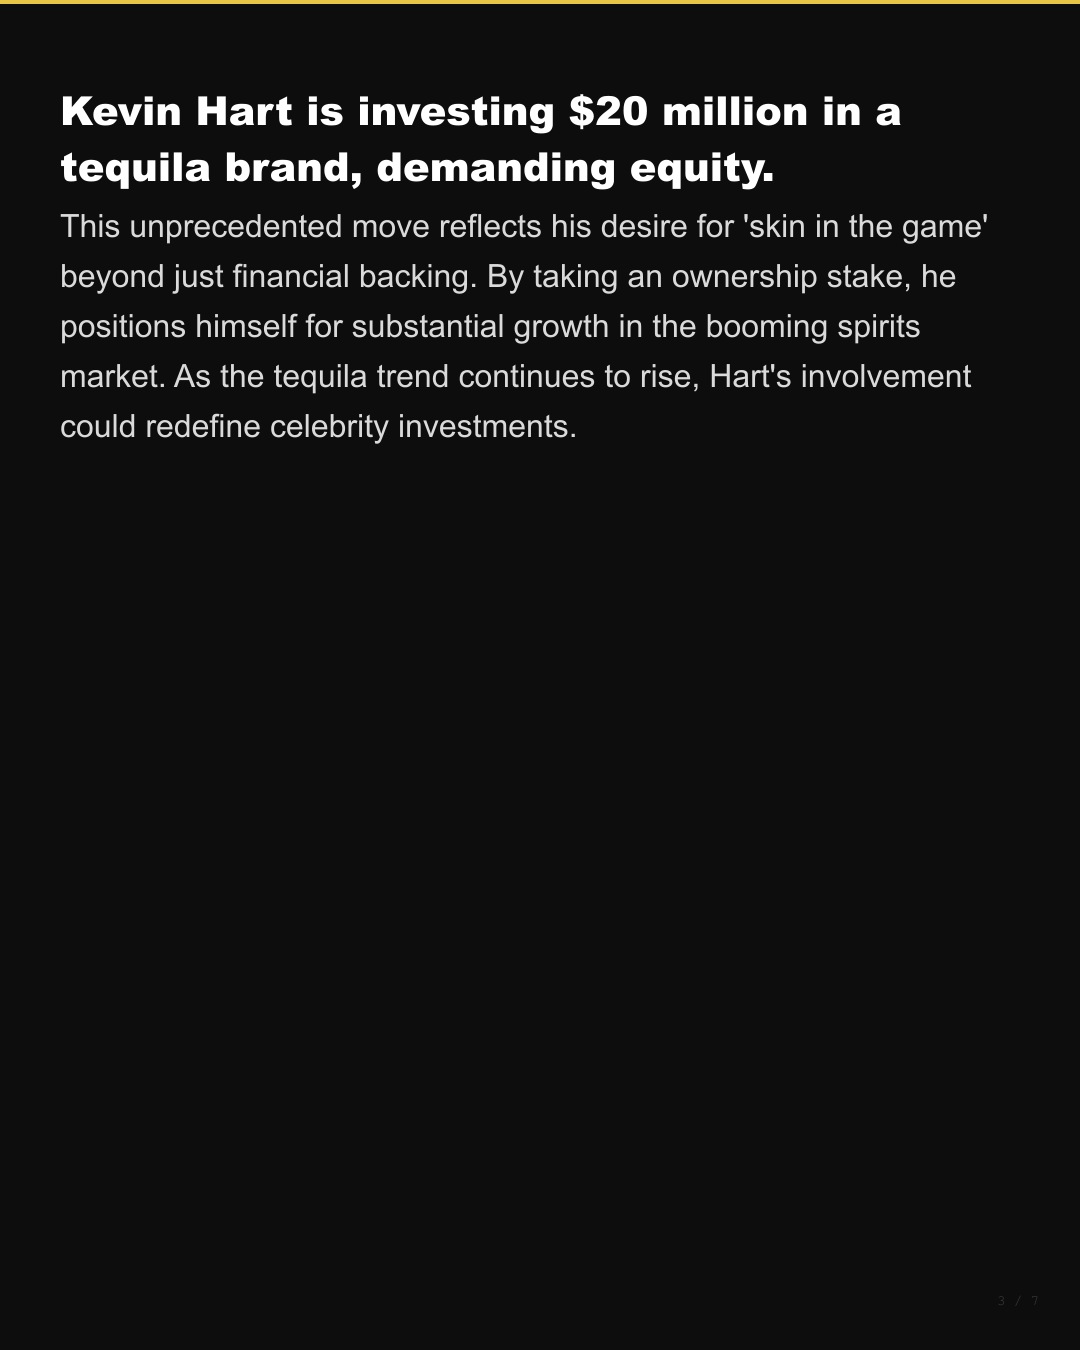 Kevin Hart is investing $20 million in a
tequila brand, demanding equity.
This unprecedented move reflects his desire for 'skin in the game'
beyond just financial backing. By taking an ownership stake, he
positions himself for substantial growth in the booming spirits
market. As the tequila trend continues to rise, Hart's involvement
could redefine celebrity investments.
3 / 7